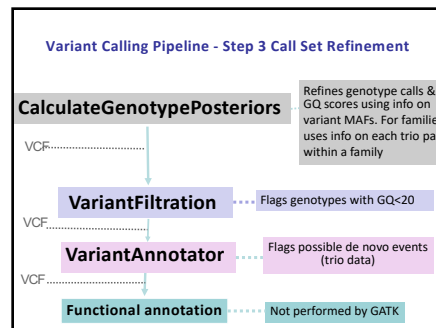 Variant Calling Pipeline - Step 3 Call Set Refinement
CalculateGenotypePosteriors
Refines genotype calls &
GQ scores using info on
variant MAFs. For familie
uses info on each trio pa
within a family
VCF
VariantFiltration
Flags genotypes with GQ<20
VCF
VariantAnnotator
Flags possible de novo events
(trio data)
VCF
Functional annotation
Not performed by GATK